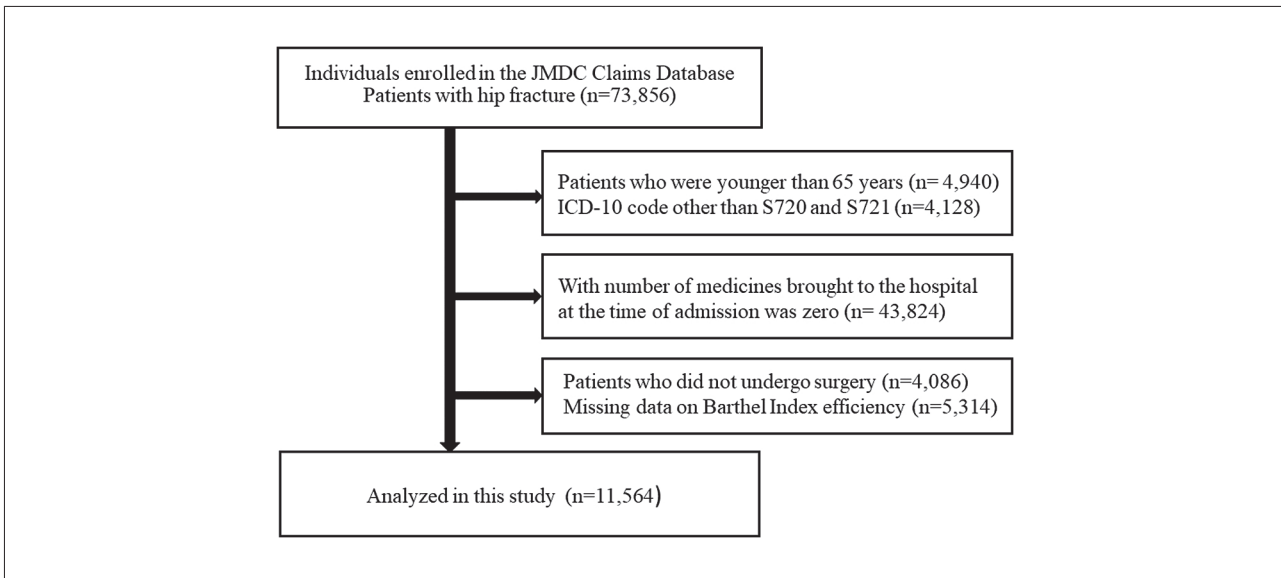 Individuals enrolled in the JMDC Claims Database
Patients with hip fracture (n=73,856)
Patients who were younger than 65 years (n= 4,940)
ICD-10 code other than S720 and S721 (n=4,128)
With number of medicines brought to the hospital
at the time of admission was zero (n= 43,824)
Patients who did not undergo surgery (n=4,086)
Missing data on Barthel Index efficiency (n=5,314)
Analyzed in this study (n=11,564)